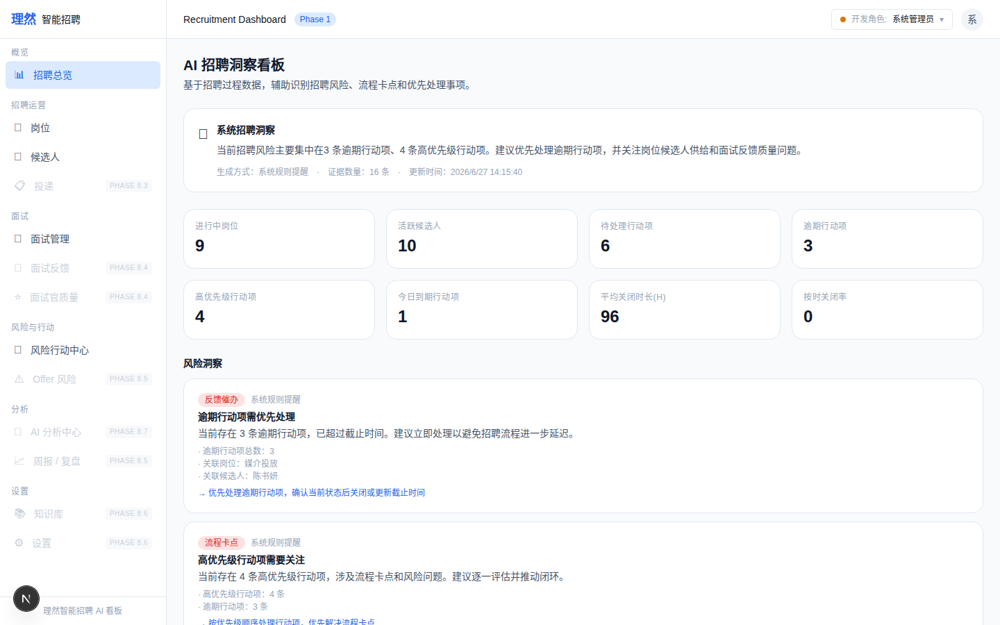 理然 智能招聘
Recruitment Dashboard Phase 1
开发角色: 系统管理员 ▾ 系
概览
招聘总览
招聘运营
岗位
候选人
投递 PHASE 8.3
面试
面试管理
面试反馈 PHASE 8.4
面试官质量 PHASE 8.4
风险与行动
风险行动中心
Offer 风险 PHASE 8.5
分析
AI 分析中心 PHASE 8.7
周报 / 复盘 PHASE 8.5
设置
知识库 PHASE 8.6
设置 PHASE 8.6
N
理然智能招聘 AI 看板
AI 招聘洞察看板
基于招聘过程数据，辅助识别招聘风险、流程卡点和优先处理事项。
系统招聘洞察
当前招聘风险主要集中在3 条逾期行动项、4 条高优先级行动项。建议优先处理逾期行动项，并关注岗位候选人供给和面试反馈质量问题。
生成方式：系统规则提醒 · 证据数量：16 条 · 更新时间：2026/6/27 14:15:40
进行中岗位
9
活跃候选人
10
待处理行动项
6
逾期行动项
3
高优先级行动项
4
今日到期行动项
1
平均关闭时长(H)
96
按时关闭率
0
风险洞察
反馈催办 系统规则提醒
逾期行动项需优先处理
当前存在 3 条逾期行动项，已超过截止时间。建议立即处理以避免招聘流程进一步延迟。
· 逾期行动项总数：3
· 关联岗位：媒介投放
· 关联候选人：陈书妍
→ 优先处理逾期行动项，确认当前状态后关闭或更新截止时间
流程卡点 系统规则提醒
高优先级行动项需要关注
当前存在 4 条高优先级行动项，涉及流程卡点和风险问题。建议逐一评估并推动闭环。
· 高优先级行动项：4 条
· 逾期行动项：3 条
→ 按优先级顺序处理行动项，优先解决流程卡点